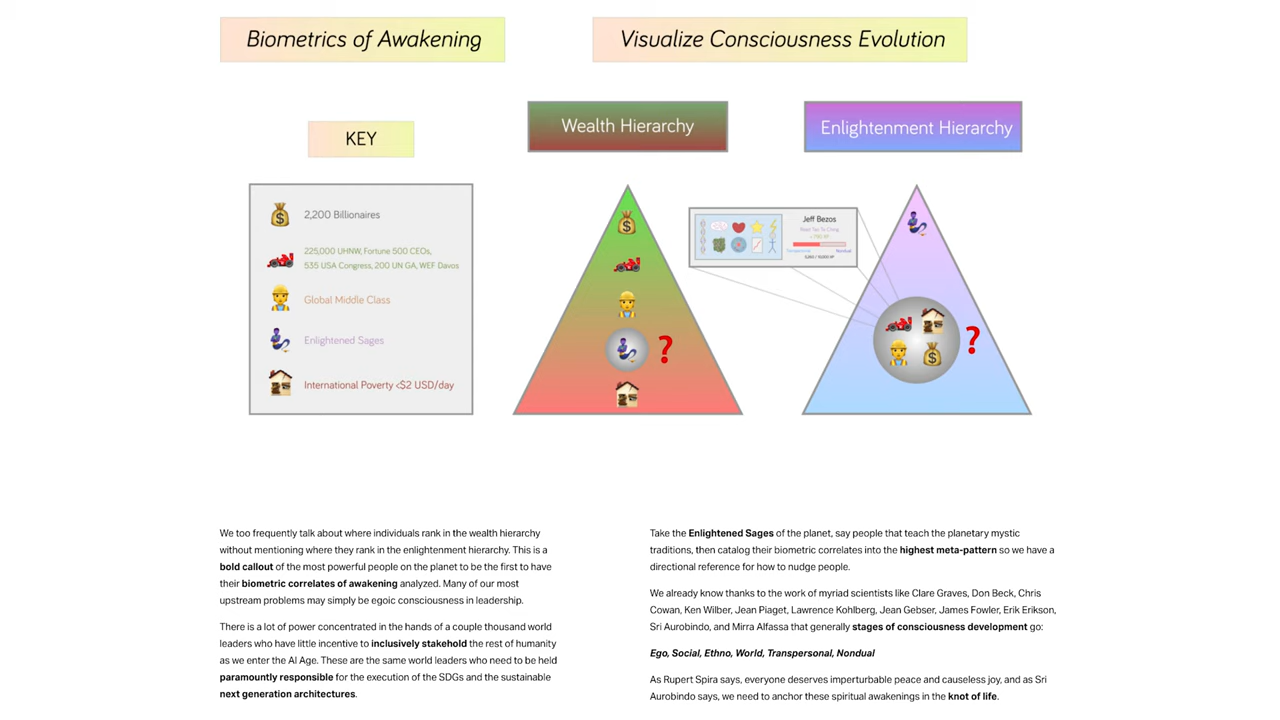 Biometrics of Awakening
Visualize Consciousness Evolution
KEY
Wealth Hierarchy
Enlightenment Hierarchy
2,200 Billionaires
225,000 UHNW, Fortune 500 CEOs,
535 USA Congress, 200 UN GA, WEF Davos
Global Middle Class
Enlightened Sages
International Poverty <$2 USD/day
?
Jeff Bezos
Nondual
?
We too frequently talk about where individuals rank in the wealth hierarchy
without mentioning where they rank in the enlightenment hierarchy. This is a
bold callout of the most powerful people on the planet to be the first to have
their biometric correlates of awakening analyzed. Many of our most
upstream problems may simply be egoic consciousness in leadership.
There is a lot of power concentrated in the hands of a couple thousand world
leaders who have little incentive to inclusively stakehold the rest of humanity
as we enter the AI Age. These are the same world leaders who need to be held
paramountly responsible for the execution of the SDGs and the sustainable
next generation architectures.
Take the Enlightened Sages of the planet, say people that teach the planetary mystic
traditions, then catalog their biometric correlates into the highest meta-pattern so we have a
directional reference for how to nudge people.
We already know thanks to the work of myriad scientists like Clare Graves, Don Beck, Chris
Cowan, Ken Wilber, Jean Piaget, Lawrence Kohlberg, Jean Gebser, James Fowler, Erik Erikson,
Sri Aurobindo, and Mirra Alfassa that generally stages of consciousness development go:
Ego, Social, Ethno, World, Transpersonal, Nondual
As Rupert Spira says, everyone deserves imperturbable peace and causeless joy, and as Sri
Aurobindo says, we need to anchor these spiritual awakenings in the knot of life.